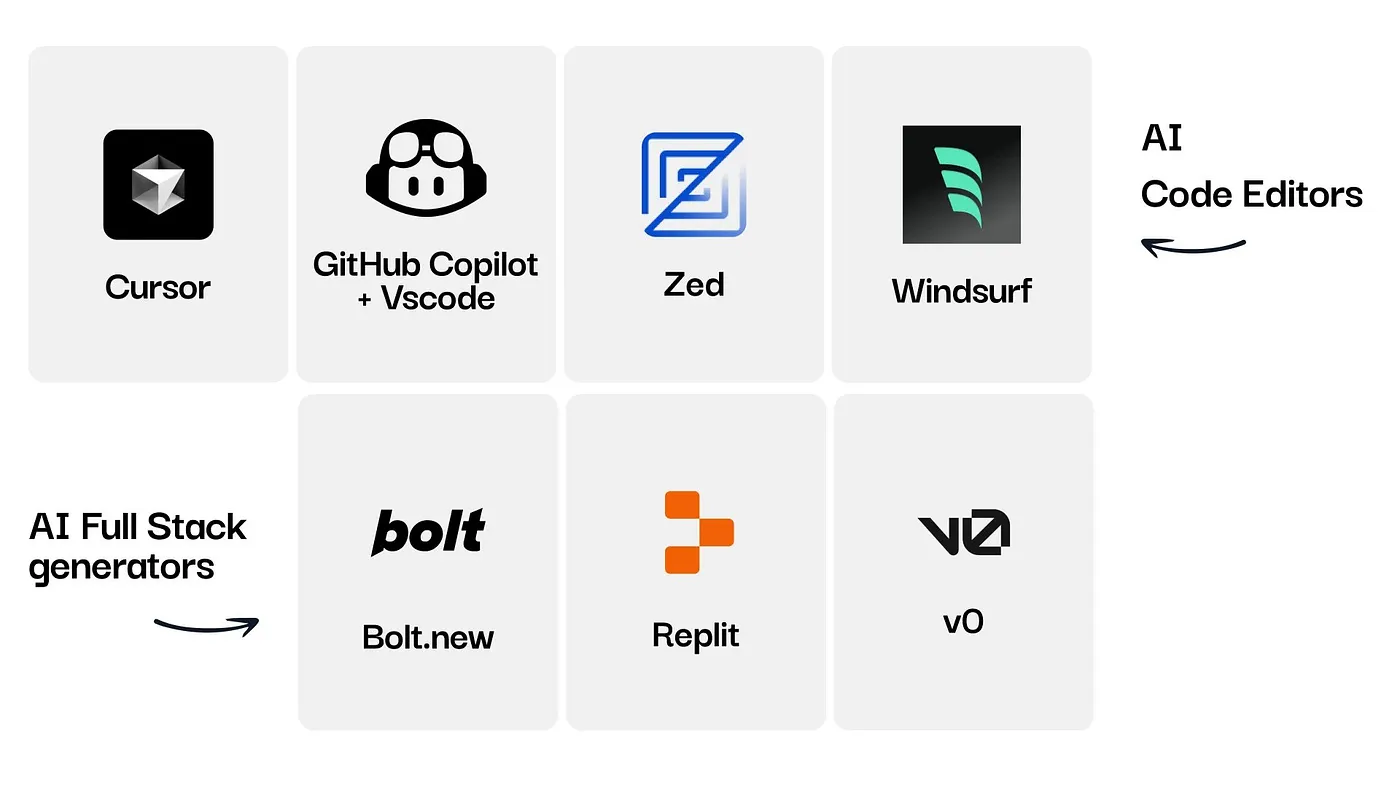 AI
Code Editors
Cursor
GitHub Copilot
+ Vscode
Zed
Windsurf
AI Full Stack
generators
bolt
Bolt.new
Replit
v0
v0